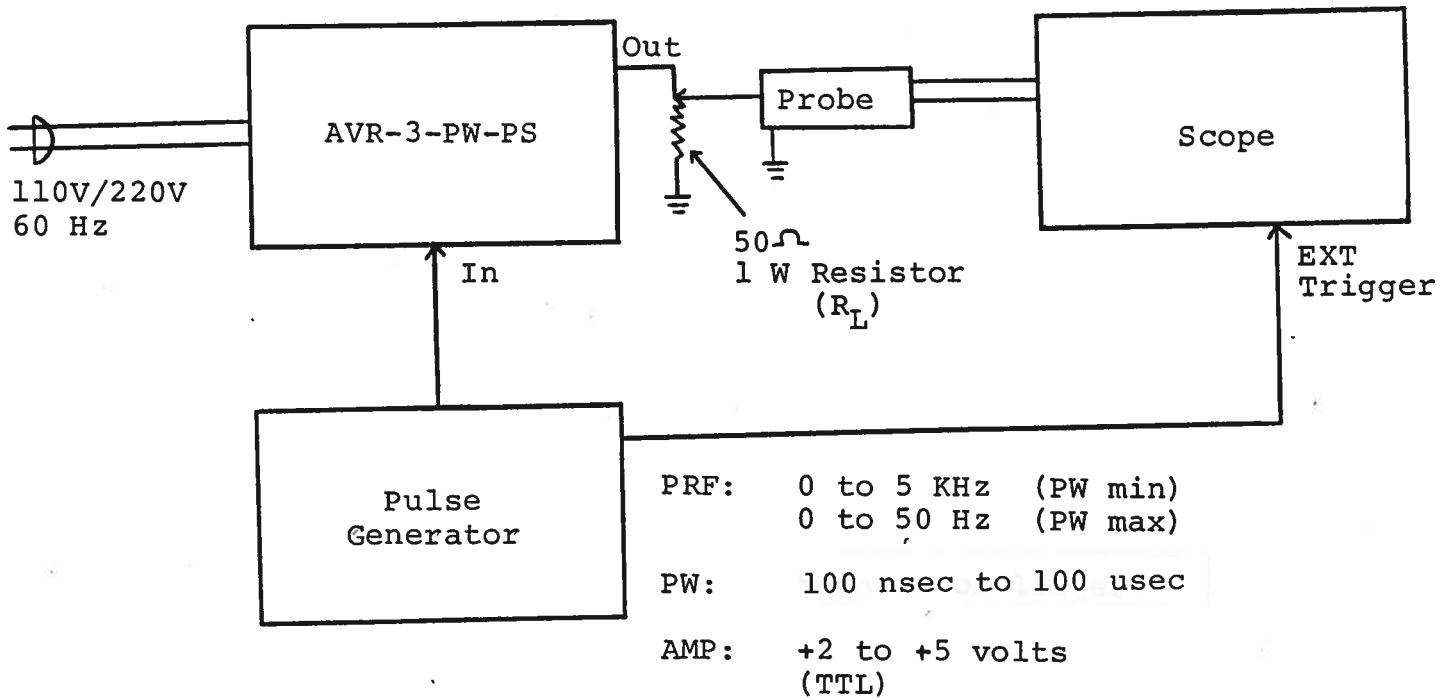 Out
AVR-3-PW-PS
Probe
Scope
110V/220V
60 Hz
50Ω
1 W Resistor
(R_L)
In
EXT
Trigger
Pulse
Generator
PRF: 0 to 5 KHz (PW min)
0 to 50 Hz (PW max)
PW: 100 nsec to 100 usec
AMP: +2 to +5 volts
(TTL)